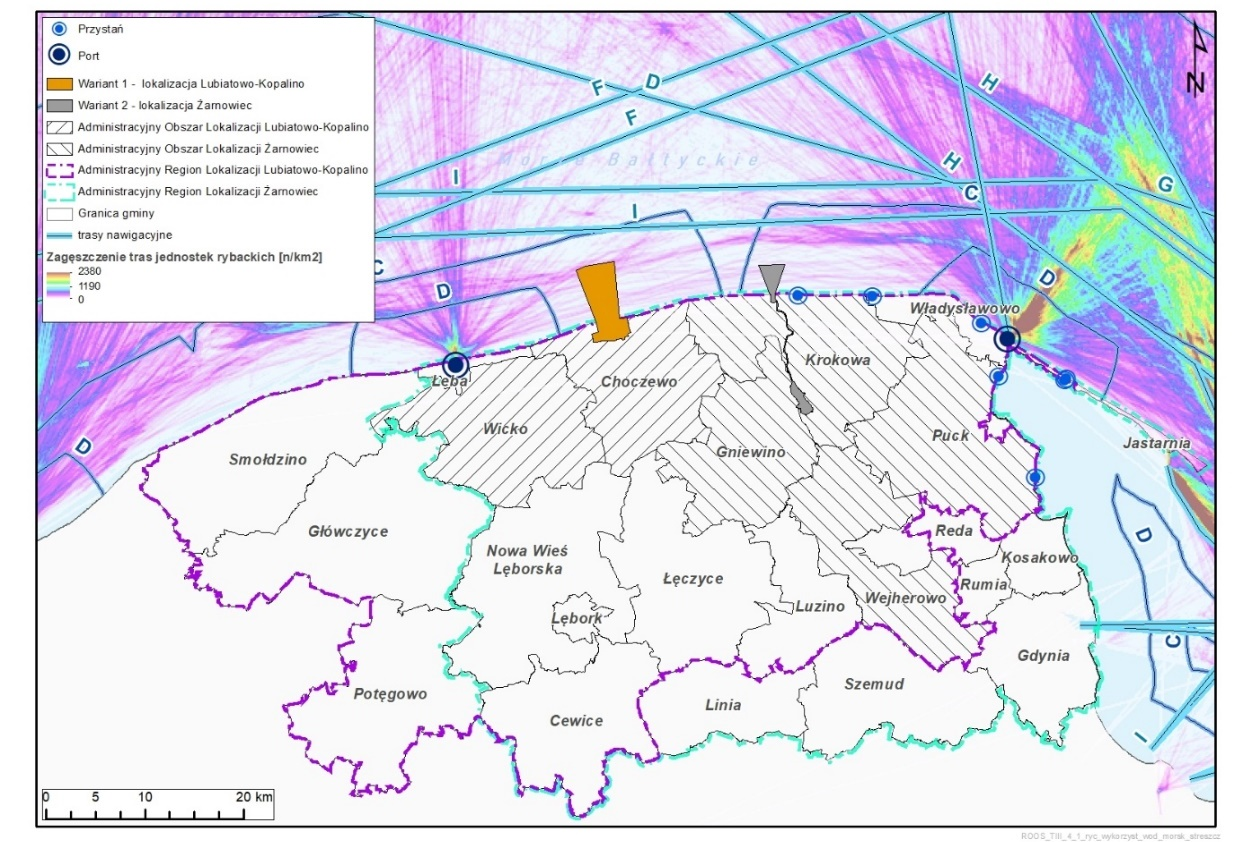 Przystań
Port
Wariant 1 - lokalizacja Lubiatowo-Kopalino
Wariant 2 - lokalizacja Żarnowiec
Administracyjny Obszar Lokalizacji Lubiatowo-Kopalino
Administracyjny Obszar Lokalizacji Żarnowiec
Administracyjny Region Lokalizacji Lubiatowo-Kopalino
Administracyjny Region Lokalizacji Żarnowiec
Granica gminy
trasy nawigacyjne
Zagęszczenie tras jednostek rybackich [n/km2]
2380
1190
0
N
F
D
F
H
Morze Bałtyckie
H
I
C
G
I
C
D
D
Władysławowo
Krokowa
Łeba
Choczewo
Wicko
Puck
Jastarnia
D
Gniewino
Smołdzino
Główczyce
Reda
D
Nowa Wieś
Lęborska
Kosakowo
Łęczyce
Rumia
Wejherowo
Luzino
Lębork
C
Gdynia
Szemud
Potęgowo
Linia
Cewice
I
0 5 10 20 km
ROOS_TIII_4_1_ryc_wykorzyst_wod_morsk_streszcz